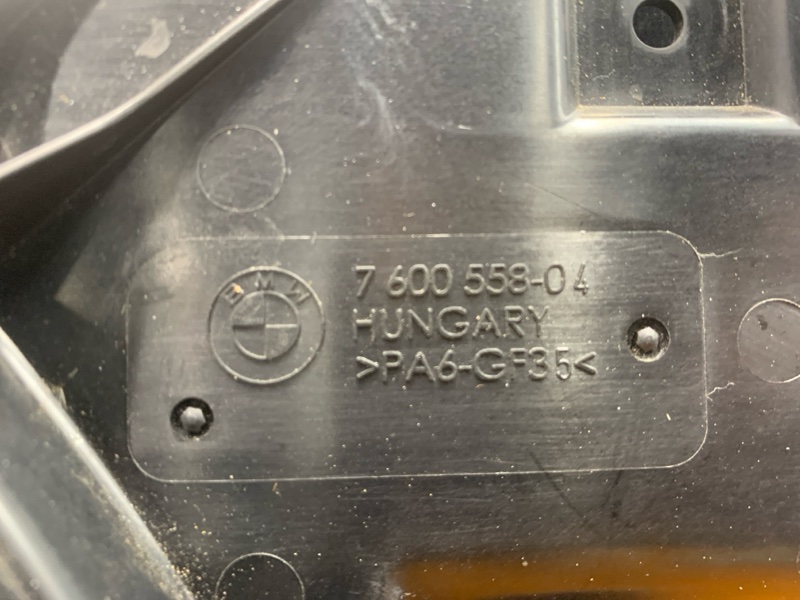 BMW
7 600 558-04
HUNGARY
>PA6-GF35<